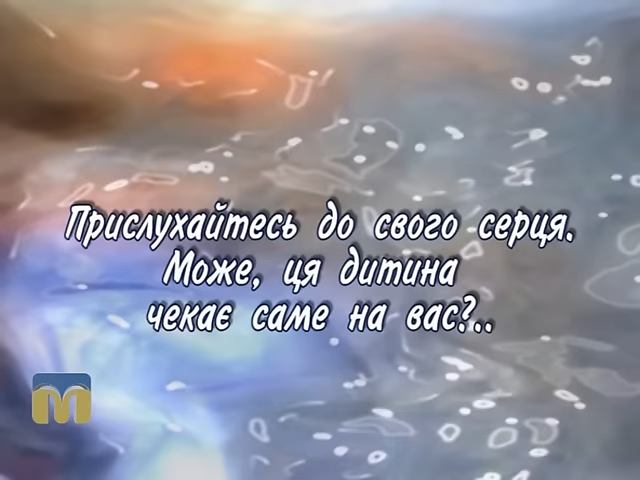 Прислухайтесь до свого серця.
Може, ця дитина
чекає саме на вас?..
М